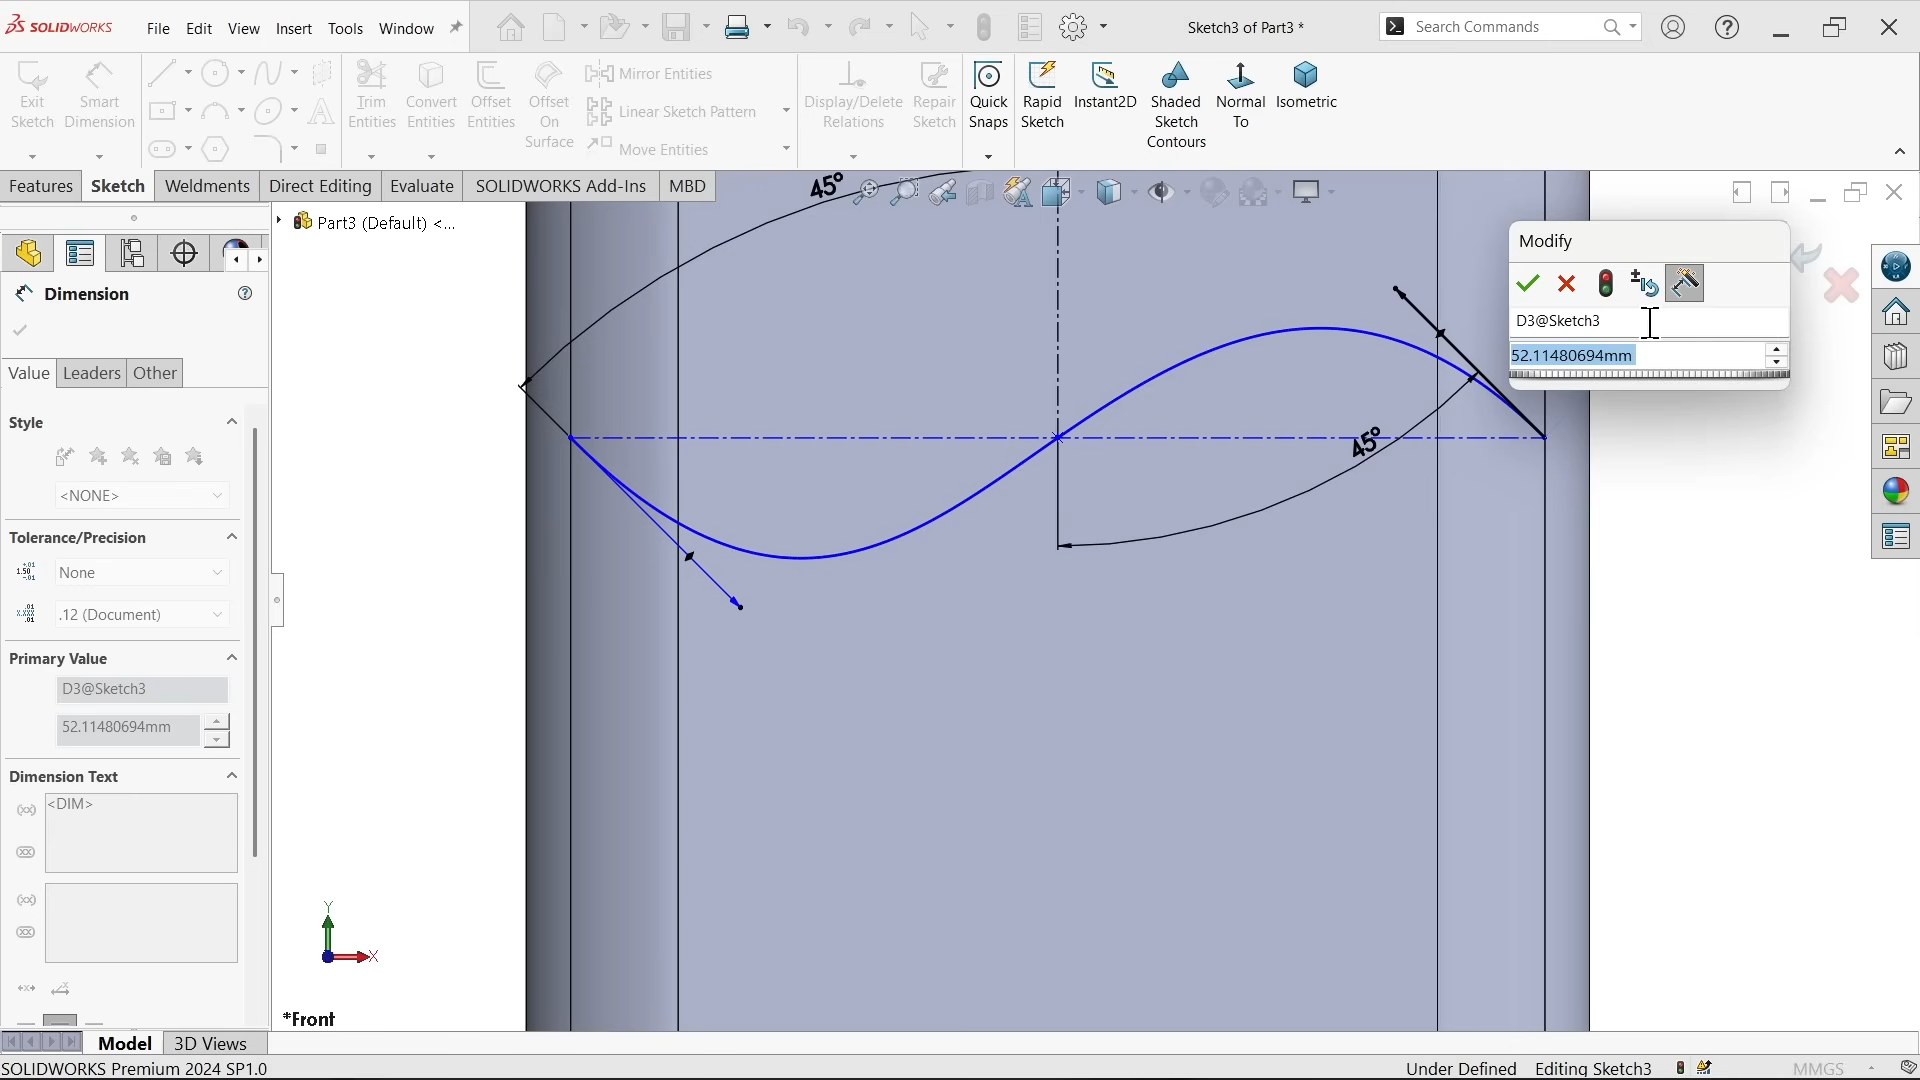 SOLIDWORKS
File
Edit
View
Insert
Tools
Window
Sketch3 of Part3 *
Search Commands
Exit
Sketch
Smart
Dimension
Trim
Entities
Convert
Entities
Offset
Entities
Offset
On
Surface
Mirror Entities
Linear Sketch Pattern
Move Entities
Display/Delete
Relations
Repair
Sketch
Quick
Snaps
Rapid
Sketch
Instant2D
Shaded
Sketch
Contours
Normal
To
Isometric
Features
Sketch
Weldments
Direct Editing
Evaluate
SOLIDWORKS Add-Ins
MBD
Part3 (Default) <...
Dimension
Value
Leaders
Other
Style
<NONE>
Tolerance/Precision
None
.12 (Document)
Primary Value
D3@Sketch3
52.11480694mm
Dimension Text
<DIM>
45°
45°
Modify
D3@Sketch3
52.11480694mm
Y
X
*Front
Model
3D Views
SOLIDWORKS Premium 2024 SP1.0
Under Defined
Editing Sketch3
MMGS